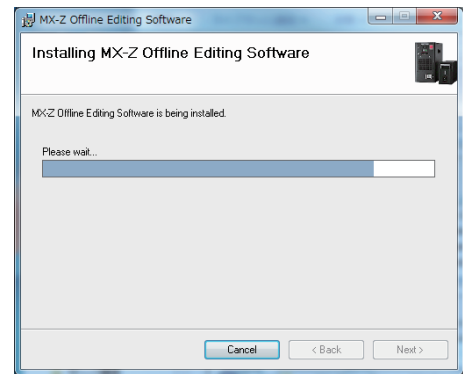 MX-Z Offline Editing Software
Installing MX-Z Offline Editing Software
MX-Z Offline Editing Software is being installed.
Please wait...
Cancel
< Back
Next >